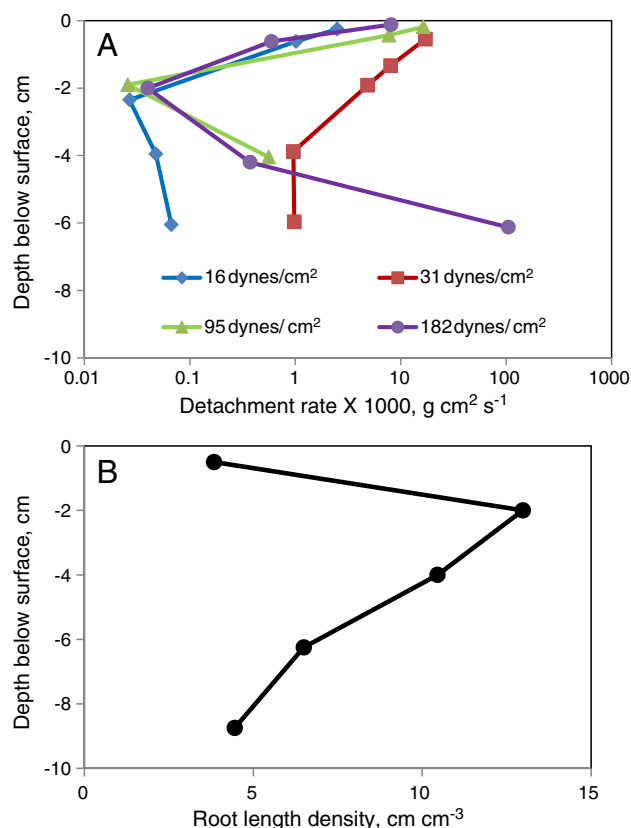 A
0
-2
-4
-6
-8
-10
Depth below surface, cm
16 dynes/cm²
31 dynes/cm²
95 dynes/ cm²
182dynes/cm²
0.01 0.1 1 10 100 1000
Detachment rate X 1000, g cm² s⁻¹
B
0
-2
-4
-6
-8
-10
Depth below surface, cm
0 5 10 15
Root length density, cm cm⁻³